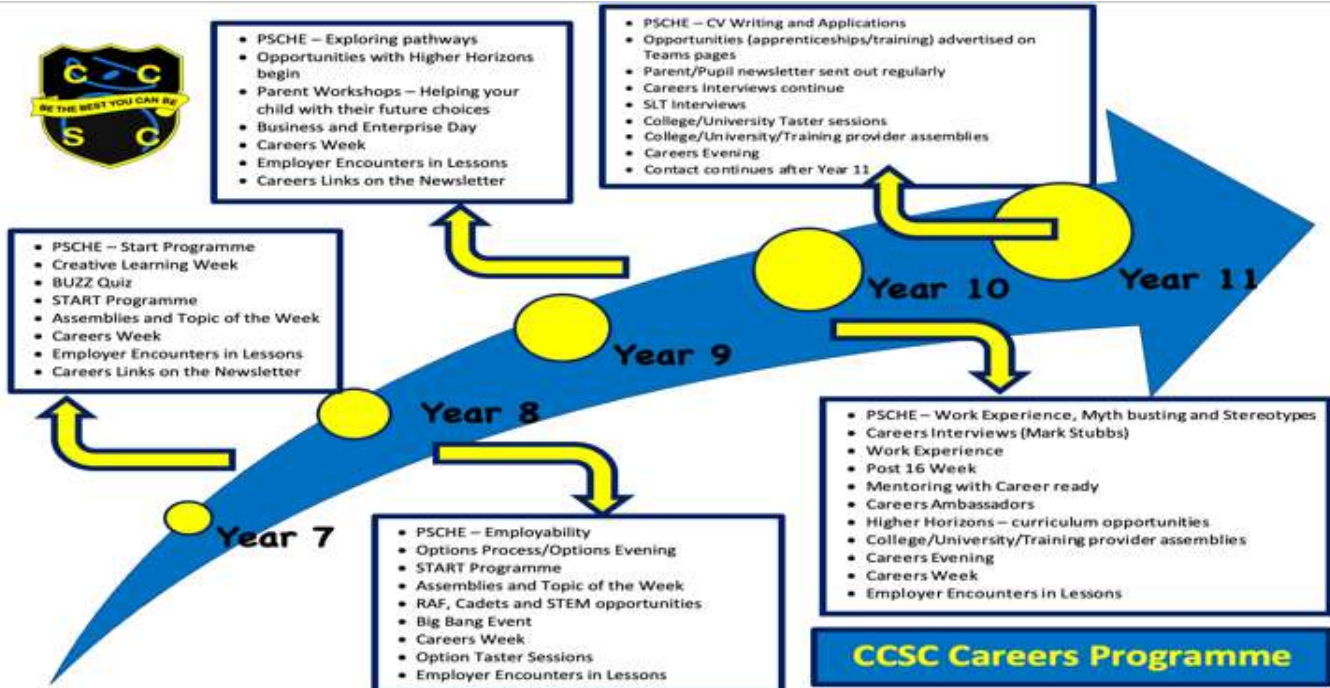 C C
BE THE BEST YOU CAN BE
S C
• PSCHE – Exploring pathways
• Opportunities with Higher Horizons
begin
• Parent Workshops – Helping your
child with their future choices
• Business and Enterprise Day
• Careers Week
• Employer Encounters in Lessons
• Careers Links on the Newsletter
• PSCHE – CV Writing and Applications
• Opportunities (apprenticeships/training) advertised on
Teams pages
• Parent/Pupil newsletter sent out regularly
• Careers Interviews continue
• SLT Interviews
• College/University Taster sessions
• College/University/Training provider assemblies
• Careers Evening
• Contact continues after Year 11
• PSCHE – Start Programme
• Creative Learning Week
• BUZZ Quiz
• START Programme
• Assemblies and Topic of the Week
• Careers Week
• Employer Encounters in Lessons
• Careers Links on the Newsletter
Year 7
Year 8
Year 9
Year 10
Year 11
• PSCHE – Employability
• Options Process/Options Evening
• START Programme
• Assemblies and Topic of the Week
• RAF, Cadets and STEM opportunities
• Big Bang Event
• Careers Week
• Option Taster Sessions
• Employer Encounters in Lessons
• PSCHE – Work Experience, Myth busting and Stereotypes
• Careers Interviews (Mark Stubbs)
• Work Experience
• Post 16 Week
• Mentoring with Career ready
• Careers Ambassadors
• Higher Horizons – curriculum opportunities
• College/University/Training provider assemblies
• Careers Evening
• Careers Week
• Employer Encounters in Lessons
CCSC Careers Programme